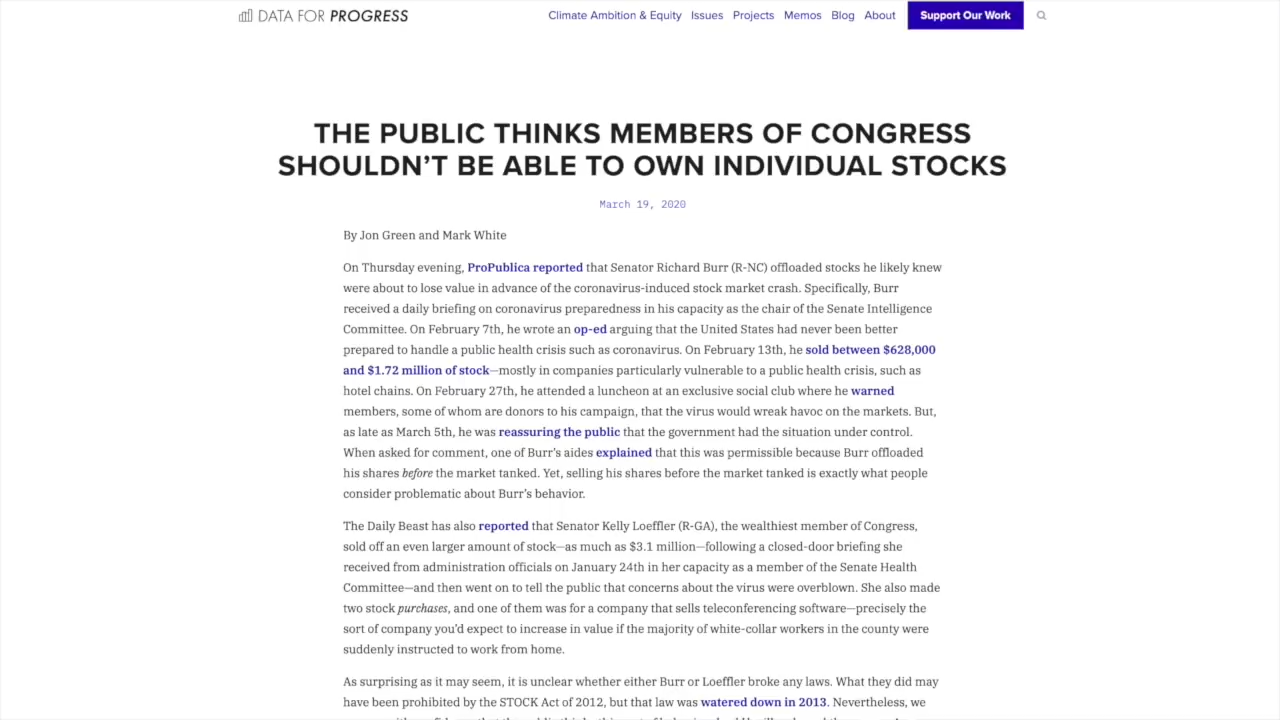 DATA FOR PROGRESS
Climate Ambition & Equity Issues Projects Memos Blog About Support Our Work
THE PUBLIC THINKS MEMBERS OF CONGRESS
SHOULDN’T BE ABLE TO OWN INDIVIDUAL STOCKS
March 19, 2020
By Jon Green and Mark White
On Thursday evening, ProPublica reported that Senator Richard Burr (R-NC) offloaded stocks he likely knew
were about to lose value in advance of the coronavirus-induced stock market crash. Specifically, Burr
received a daily briefing on coronavirus preparedness in his capacity as the chair of the Senate Intelligence
Committee. On February 7th, he wrote an op-ed arguing that the United States had never been better
prepared to handle a public health crisis such as coronavirus. On February 13th, he sold between $628,000
and $1.72 million of stock—mostly in companies particularly vulnerable to a public health crisis, such as
hotel chains. On February 27th, he attended a luncheon at an exclusive social club where he warned
members, some of whom are donors to his campaign, that the virus would wreak havoc on the markets. But,
as late as March 5th, he was reassuring the public that the government had the situation under control.
When asked for comment, one of Burr’s aides explained that this was permissible because Burr offloaded
his shares before the market tanked. Yet, selling his shares before the market tanked is exactly what people
consider problematic about Burr’s behavior.
The Daily Beast has also reported that Senator Kelly Loeffler (R-GA), the wealthiest member of Congress,
sold off an even larger amount of stock—as much as $3.1 million—following a closed-door briefing she
received from administration officials on January 24th in her capacity as a member of the Senate Health
Committee—and then went on to tell the public that concerns about the virus were overblown. She also made
two stock purchases, and one of them was for a company that sells teleconferencing software—precisely the
sort of company you’d expect to increase in value if the majority of white-collar workers in the county were
suddenly instructed to work from home.
As surprising as it may seem, it is unclear whether either Burr or Loeffler broke any laws. What they did may
have been prohibited by the STOCK Act of 2012, but that law was watered down in 2013. Nevertheless, we